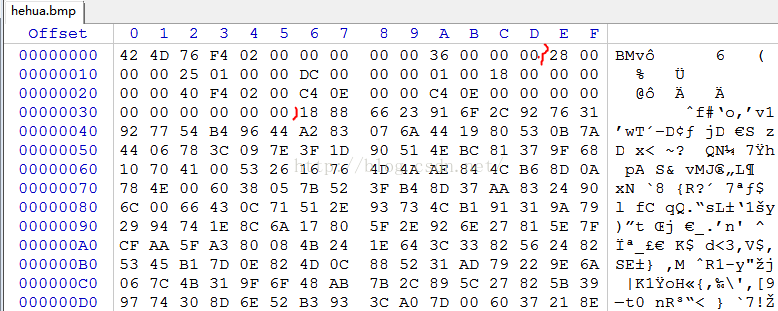 hehua.bmp
Offset 0 1 2 3 4 5 6 7 8 9 A B C D E F
00000000 42 4D 76 F4 02 00 00 00 00 00 36 00 00 00 28 00 BMvô 6 (
00000010 00 00 25 01 00 00 DC 00 00 00 01 00 18 00 00 00 % Ü
00000020 00 00 40 F4 02 00 C4 0E 00 00 C4 0E 00 00 00 00 @ô Ä Ä
00000030 00 00 00 00 00 00 18 88 66 23 91 6F 2C 92 76 31 ˆf#‘o,’v1
00000040 92 77 54 B4 96 44 A2 83 07 6A 44 19 80 53 0B 7A ’wT´–D¢ƒ jD €S z
00000050 44 06 78 3C 09 7E 3F 1D 90 51 4E BC 81 37 9F 68 D x< ~? QN¼ 7Ÿh
00000060 10 70 41 00 53 26 16 76 4D 4A AE 84 4C B6 8D 0A pA S& vMJ®„L¶
00000070 78 4E 00 60 38 05 7B 52 3F B4 8D 37 AA 83 24 90 xN `8 {R?´ 7ªƒ$
00000080 6C 00 66 43 0C 71 51 2E 93 73 4C B1 91 31 9A 79 l fC qQ.“sL±‘1šy
00000090 29 94 74 1E 8C 6A 17 80 5F 2E 92 6E 27 81 5E 7F )”t Œj €_.’n' ^
000000A0 CF AA 5F A3 80 08 4B 24 1E 64 3C 33 82 56 24 82 Ïª_£€ K$ d<3‚V$‚
000000B0 53 45 B1 7D 0E 82 4D 0C 88 52 31 AD 79 22 9E 6A SE±} ‚M ˆR1-y"žj
000000C0 06 7C 4B 31 9F 6F 48 AB 7B 2C 89 5C 27 82 5B 39 |K1ŸoH«{,‰\'‚[9
000000D0 97 74 30 8D 6E 52 B3 93 3C A0 7D 00 60 37 21 8E —t0 nR³“< } `7!Ž
http://blog.csdn.net/